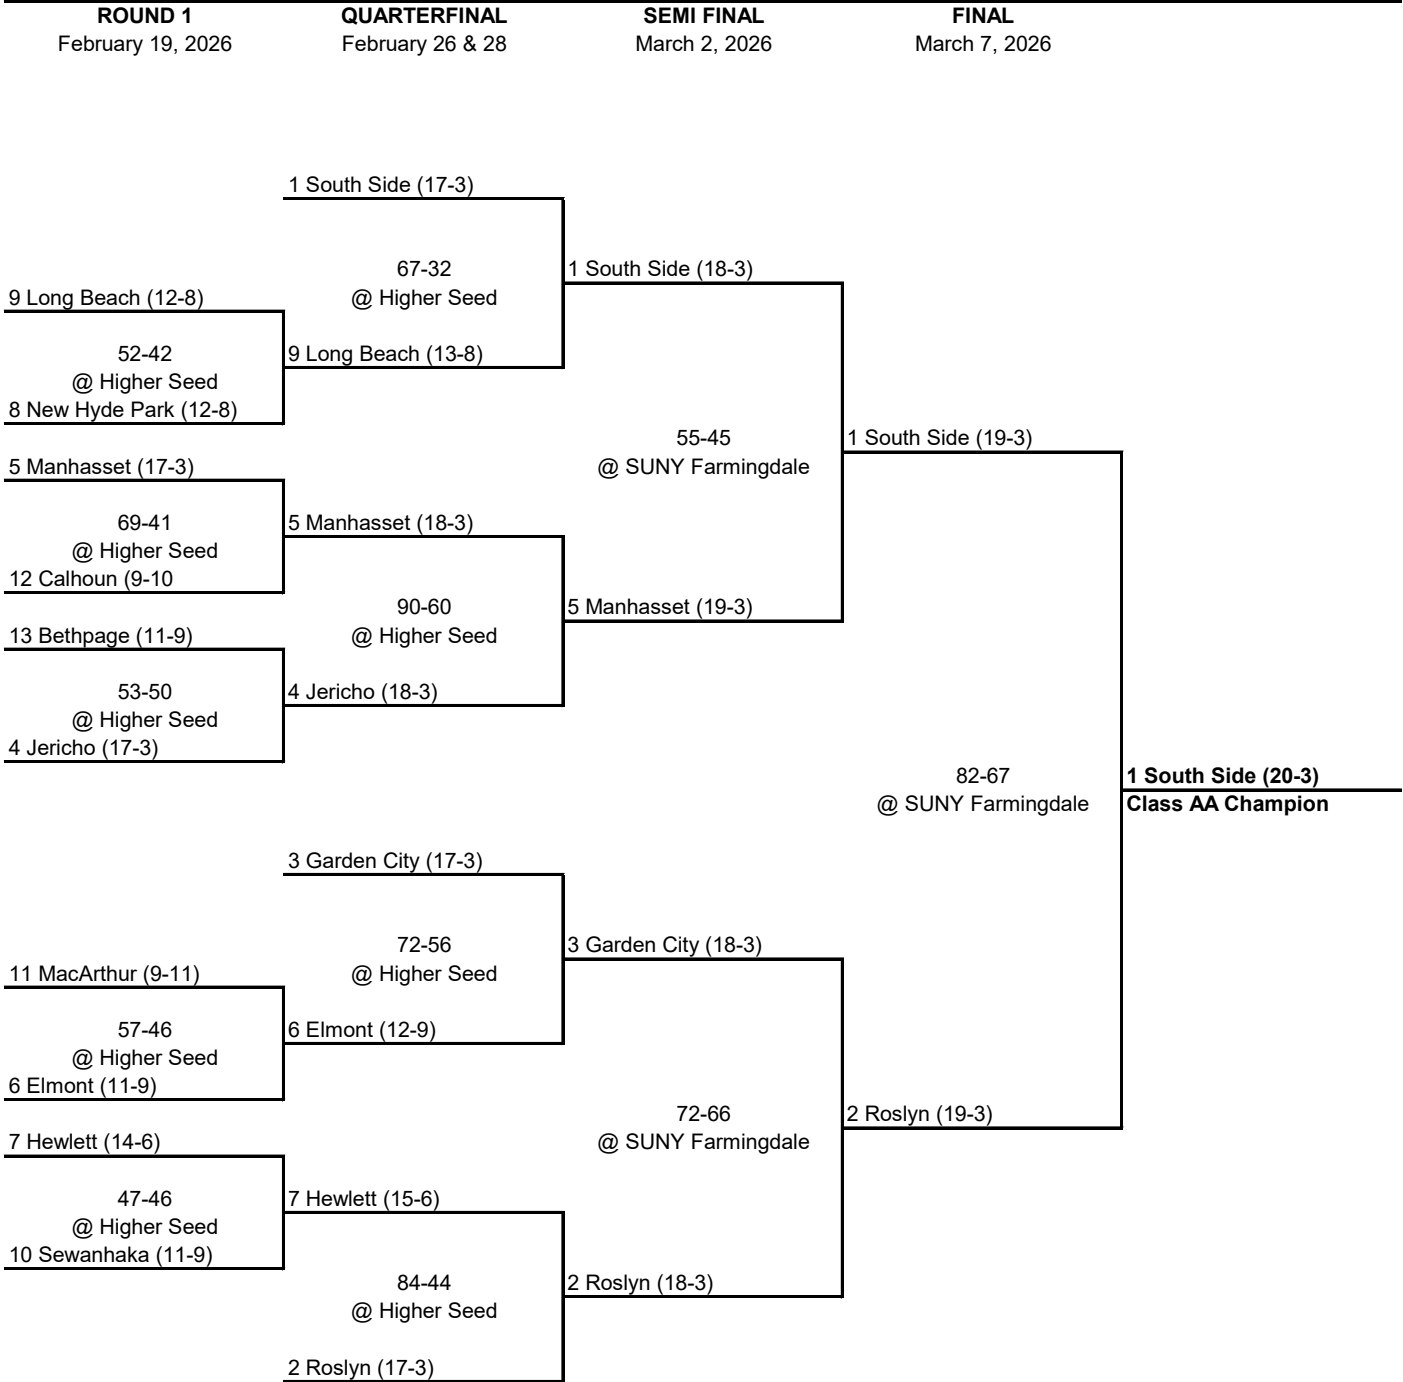 ROUND 1 QUARTERFINAL SEMI FINAL FINAL
February 19, 2026 February 26 & 28 March 2, 2026 March 7, 2026
1 South Side (17-3)
67-32
@ Higher Seed
1 South Side (18-3)
9 Long Beach (12-8)
52-42
@ Higher Seed
9 Long Beach (13-8)
8 New Hyde Park (12-8)
55-45
@ SUNY Farmingdale
1 South Side (19-3)
5 Manhasset (17-3)
69-41
@ Higher Seed
5 Manhasset (18-3)
12 Calhoun (9-10
90-60
@ Higher Seed
5 Manhasset (19-3)
13 Bethpage (11-9)
53-50
@ Higher Seed
4 Jericho (18-3)
4 Jericho (17-3)
82-67
@ SUNY Farmingdale
1 South Side (20-3)
Class AA Champion
3 Garden City (17-3)
72-56
@ Higher Seed
3 Garden City (18-3)
11 MacArthur (9-11)
57-46
@ Higher Seed
6 Elmont (12-9)
6 Elmont (11-9)
72-66
@ SUNY Farmingdale
2 Roslyn (19-3)
7 Hewlett (14-6)
47-46
@ Higher Seed
7 Hewlett (15-6)
10 Sewanhaka (11-9)
84-44
@ Higher Seed
2 Roslyn (18-3)
2 Roslyn (17-3)